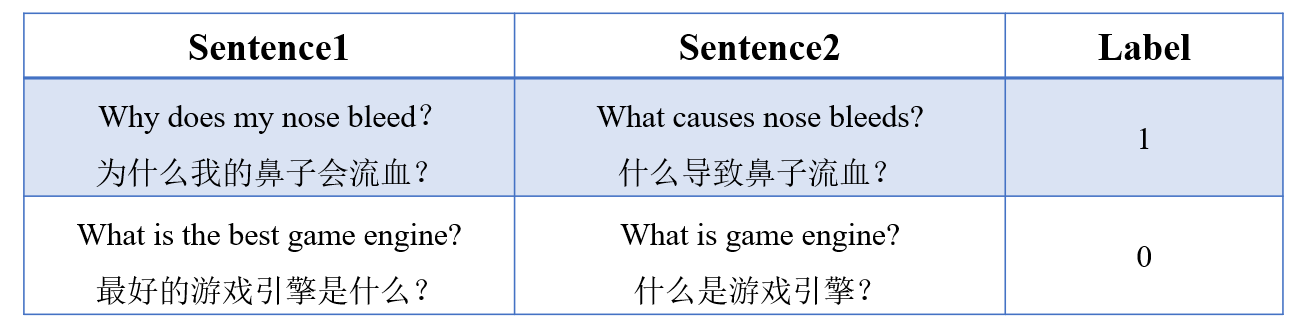 Sentence1 Sentence2 Label
Why does my nose bleed？ What causes nose bleeds?
1
为什么我的鼻子会流血？ 什么导致鼻子流血？
What is the best game engine? What is game engine?
0
最好的游戏引擎是什么？ 什么是游戏引擎？